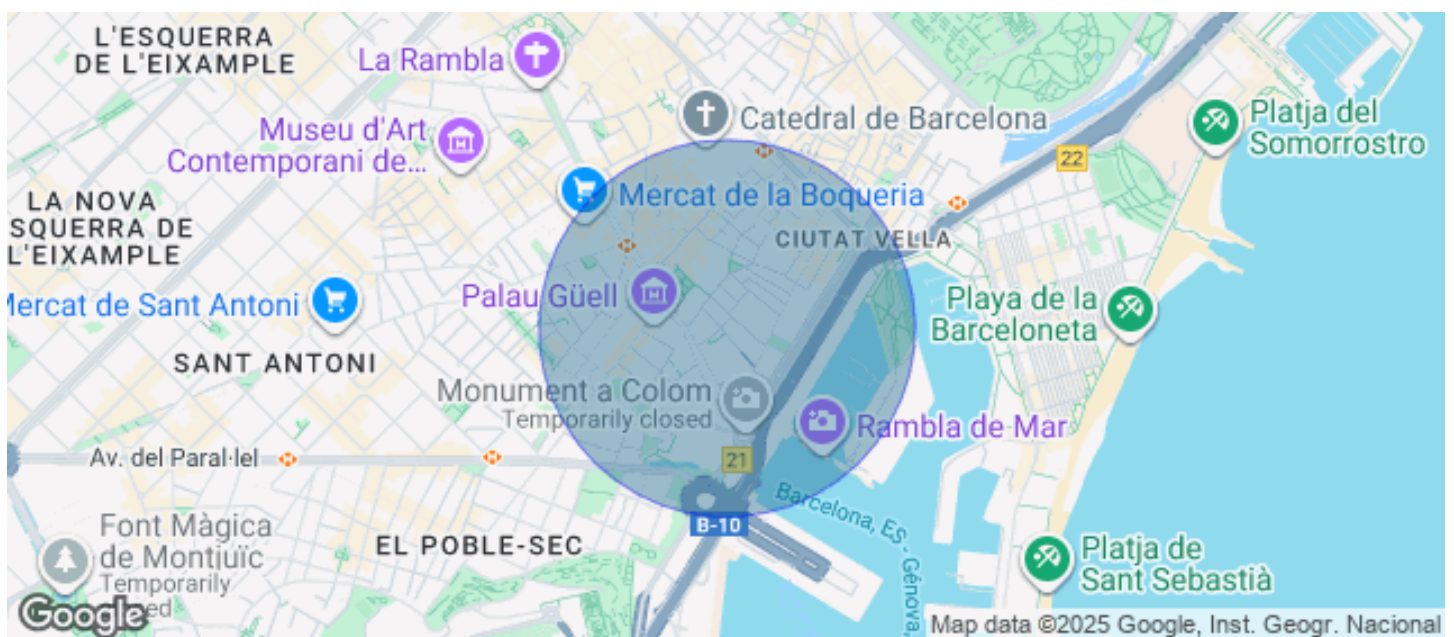 L'ESQUERRA
DE L'EIXAMPLE
La Rambla
Museu d'Art
Contemporani de...
Catedral de Barcelona
Platja del
Somorrostro
22
LA NOVA
SQUERRA DE
L'EIXAMPLE
Mercat de la Boqueria
CIUTAT VELLA
Mercat de Sant Antoni
Palau Güell
Playa de la
Barceloneta
SANT ANTONI
Monument a Colom
Temporarily closed
Rambla de Mar
Av. del Paral·lel
21
B-10
Barcelona, ES - Génova,
Font Màgica
de Montjuïc
Temporarily
EL POBLE-SEC
Platja de
Sant Sebastià
Google
Map data ©2025 Google, Inst. Geogr. Nacional